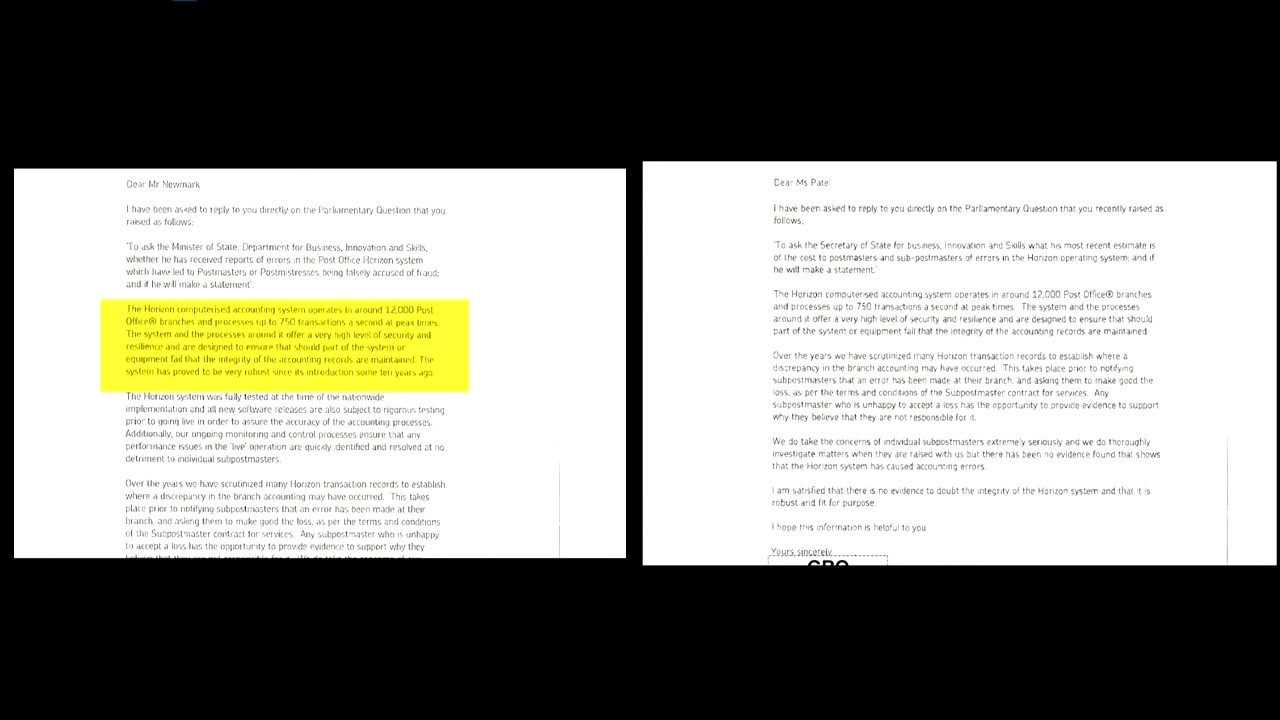 Dear Mr Newmark
I have been asked to reply to you directly on the Parliamentary Question that you
raised as follows:
'To ask the Minister of State, Department for Business, Innovation and Skills,
whether he has received reports of errors in the Post Office Horizon system
which have led to Postmasters or Postmistresses being falsely accused of fraud;
and if he will make a statement'.
The Horizon computerised accounting system operates in around 12,000 Post
Office® branches and processes up to 750 transactions a second at peak times.
The system and the processes around it offer a very high level of security and
resilience and are designed to ensure that should part of the system or
equipment fail that the integrity of the accounting records are maintained. The
system has proved to be very robust since its introduction some ten years ago.
The Horizon system was fully tested at the time of the nationwide
implementation and all new software releases are also subject to rigorous testing
prior to going live in order to assure the accuracy of the accounting processes.
Additionally, our ongoing monitoring and control processes ensure that any
performance issues in the 'live' operation are quickly identified and resolved at no
detriment to individual subpostmasters.
Over the years we have scrutinized many Horizon transaction records to establish
where a discrepancy in the branch accounting may have occurred. This takes
place prior to notifying subpostmasters that an error has been made at their
branch, and asking them to make good the loss, as per the terms and conditions
of the Subpostmaster contract for services. Any subpostmaster who is unhappy
to accept a loss has the opportunity to provide evidence to support why they
Dear Ms Patel
I have been asked to reply to you directly on the Parliamentary Question that you recently raised as
follows;
'To ask the Secretary of State for business, Innovation and Skills what his most recent estimate is
of the cost to postmasters and sub-postmasters of errors in the Horizon operating system; and if
he will make a statement.'
The Horizon computerised accounting system operates in around 12,000 Post Office® branches
and processes up to 750 transactions a second at peak times. The system and the processes
around it offer a very high level of security and resilience and are designed to ensure that should
part of the system or equipment fail that the integrity of the accounting records are maintained.
Over the years we have scrutinized many Horizon transaction records to establish where a
discrepancy in the branch accounting may have occurred. This takes place prior to notifying
subpostmasters that an error has been made at their branch, and asking them to make good the
loss, as per the terms and conditions of the Subpostmaster contract for services. Any
subpostmaster who is unhappy to accept a loss has the opportunity to provide evidence to support
why they believe that they are not responsible for it.
We do take the concerns of individual subpostmasters extremely seriously and we do thoroughly
investigate matters when they are raised with us but there has been no evidence found that shows
that the Horizon system has caused accounting errors.
I am satisfied that there is no evidence to doubt the integrity of the Horizon system and that it is
robust and fit for purpose.
I hope this information is helpful to you.
Yours sincerely